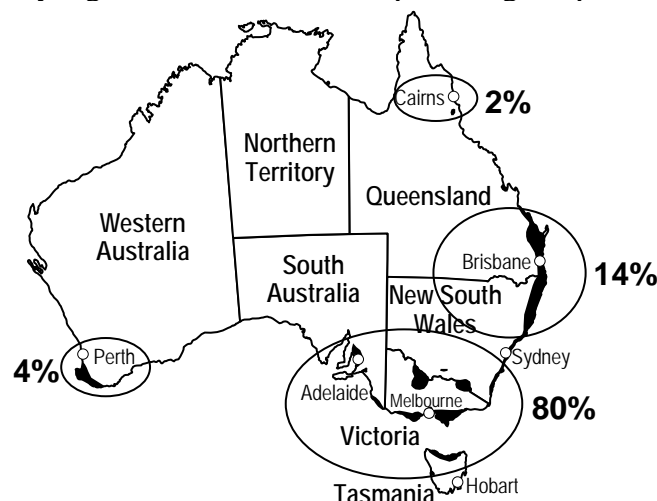 Cairns
2%
Northern
Territory
Queensland
Western
Australia
Brisbane
South
Australia
14%
New South
Wales
Perth
4%
Sydney
Adelaide
Melbourne
80%
Victoria
Tasmania
Hobart